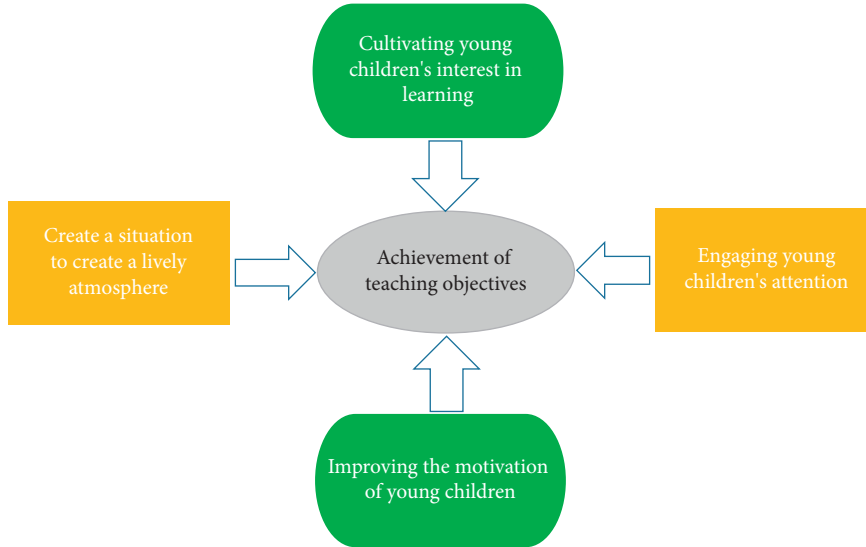 Cultivating young
children's interest in
learning
Create a situation
to create a lively
atmosphere
Achievement of
teaching objectives
Engaging young
children's attention
Improving the motivation
of young children